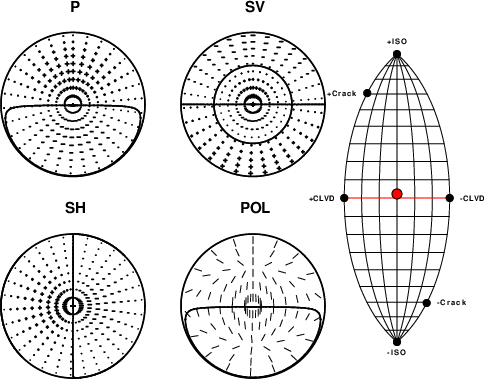 P
SV
+ISO
+Crack
+CLVD
-CLVD
SH
POL
-Crack
-ISO